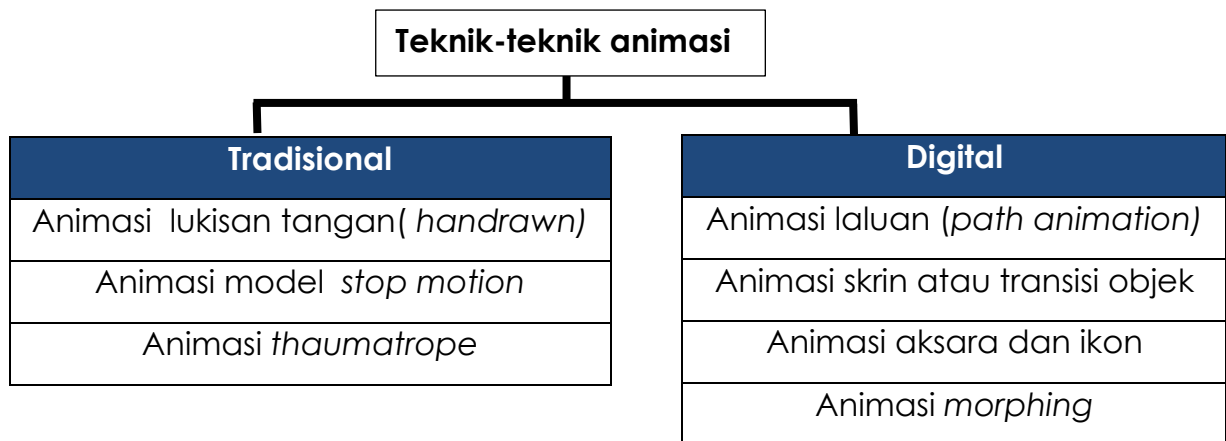 Teknik-teknik animasi
Tradisional
Animasi lukisan tangan( handrawn)
Animasi model stop motion
Animasi thaumatrope
Digital
Animasi laluan (path animation)
Animasi skrin atau transisi objek
Animasi aksara dan ikon
Animasi morphing